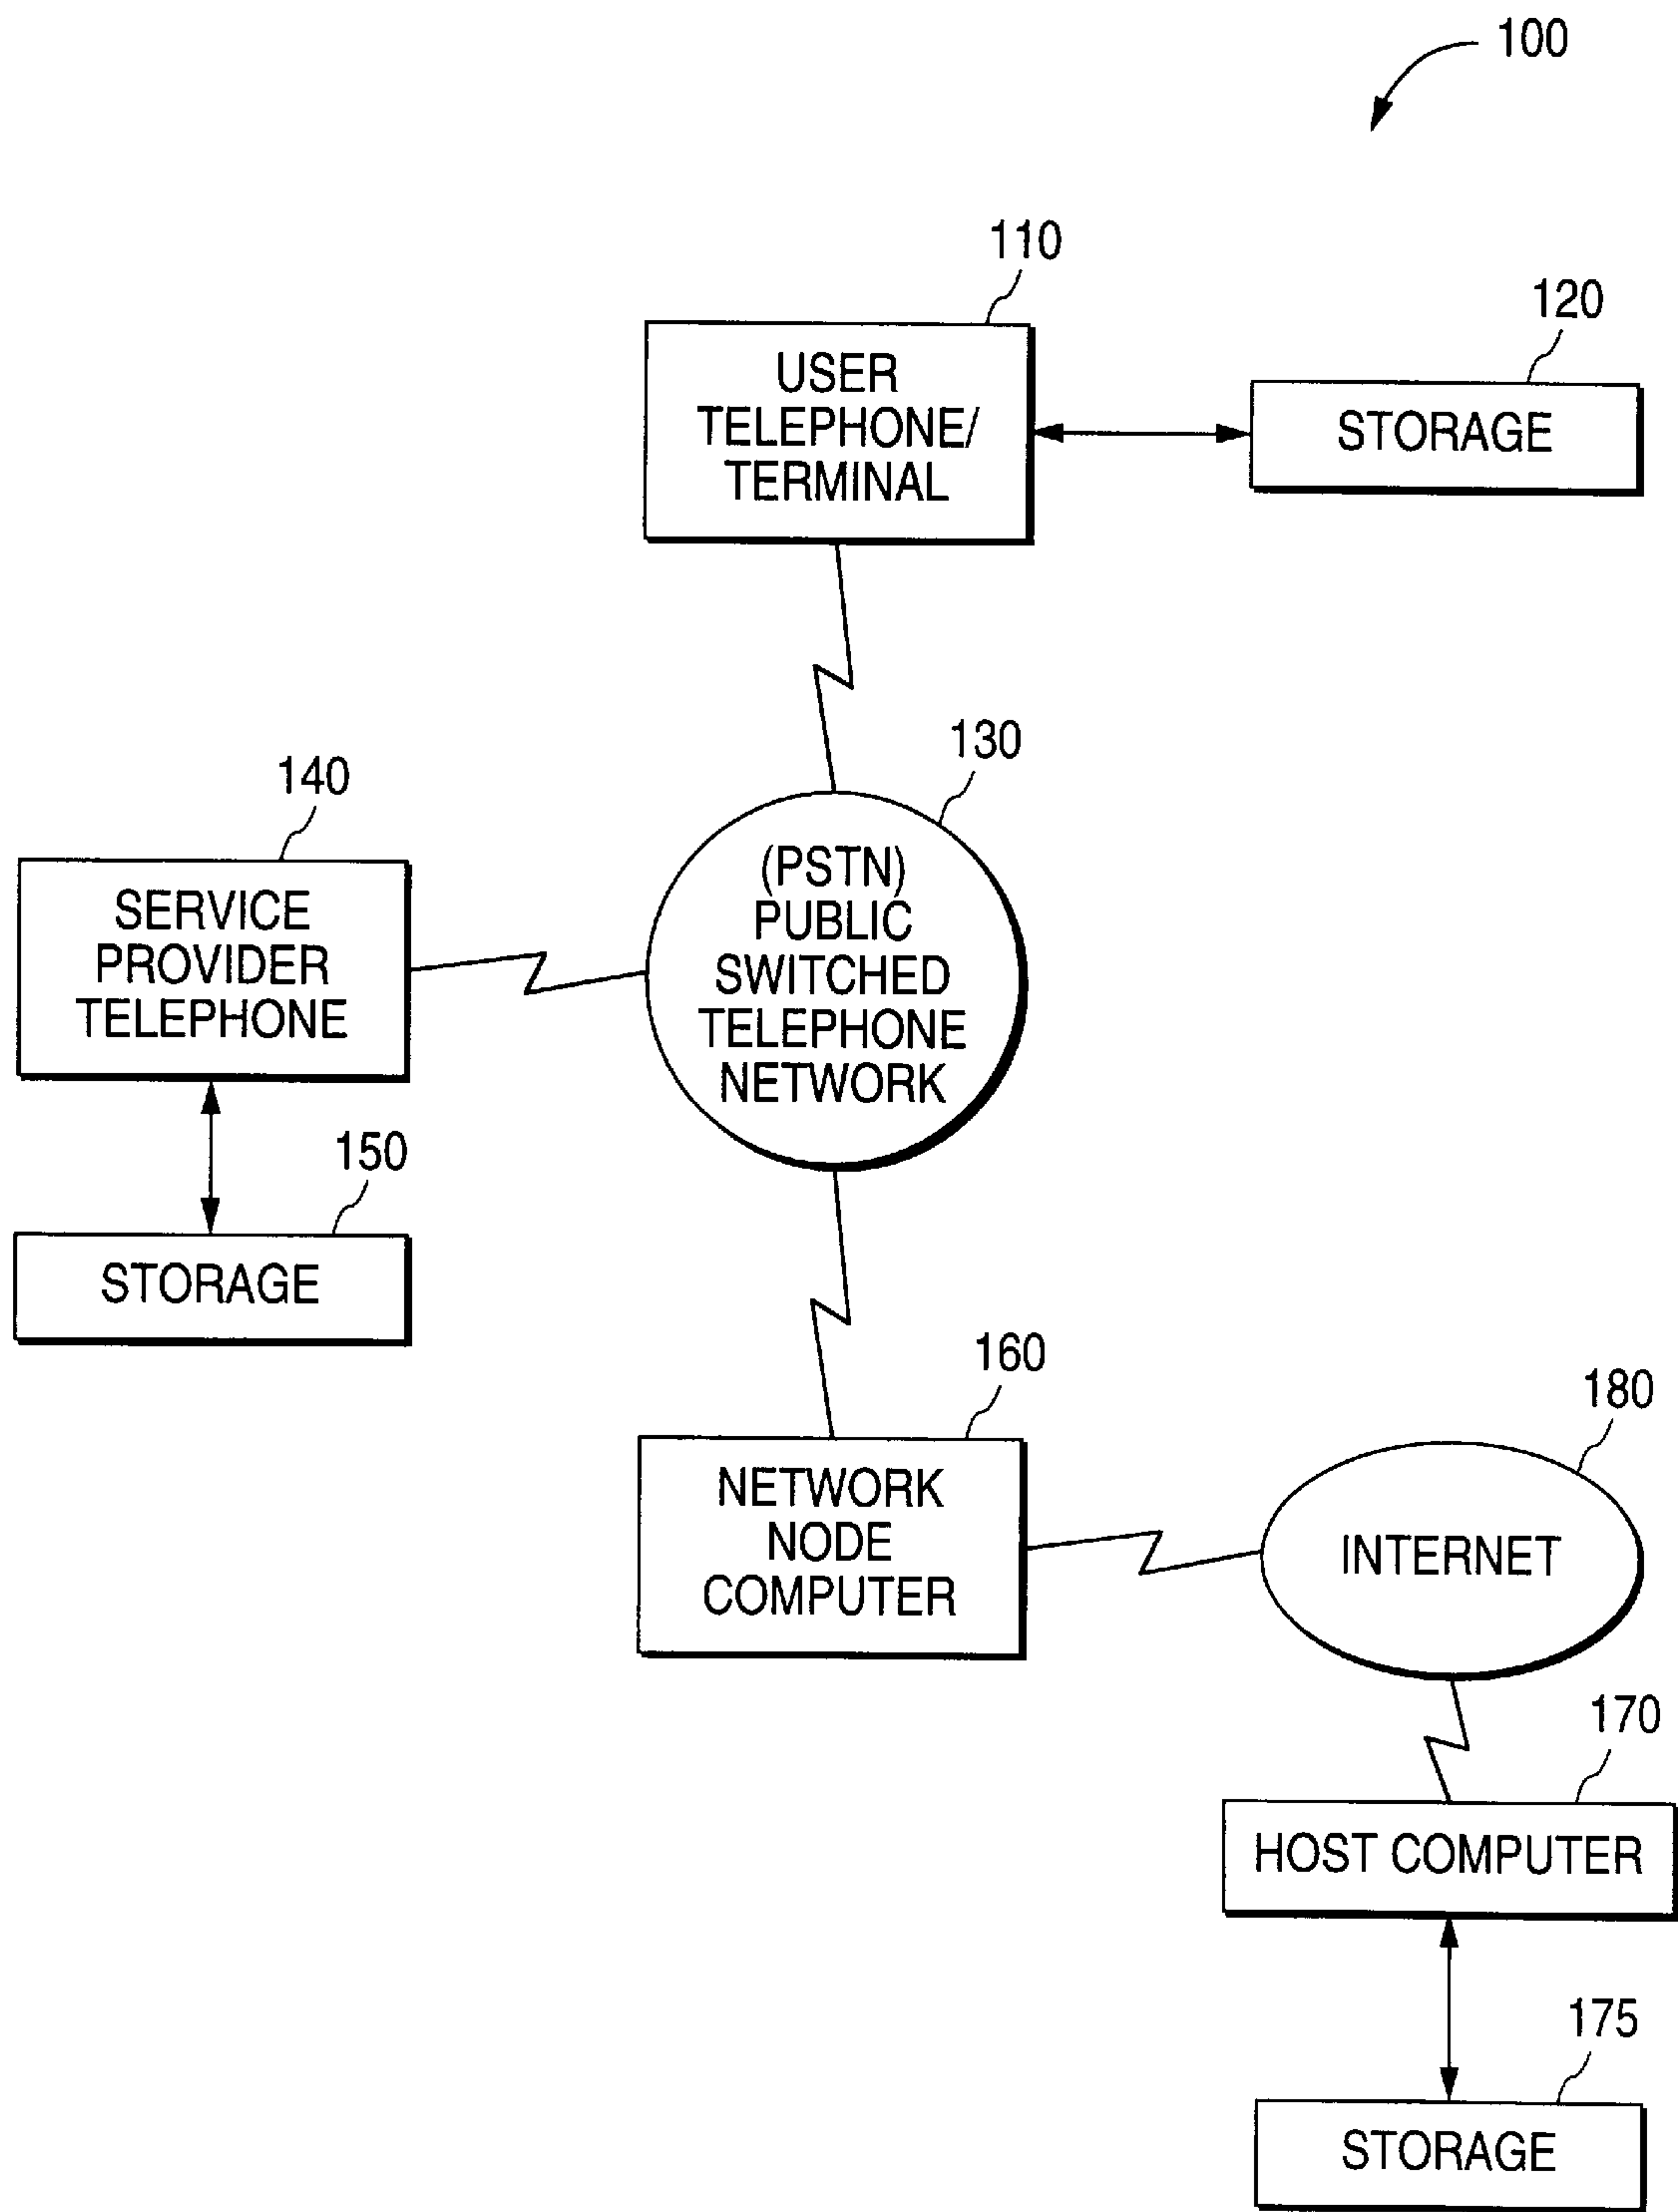 100
110
USER
TELEPHONE/
TERMINAL
120
STORAGE
130
(PSTN)
PUBLIC
SWITCHED
TELEPHONE
NETWORK
140
SERVICE
PROVIDER
TELEPHONE
150
STORAGE
160
NETWORK
NODE
COMPUTER
180
INTERNET
170
HOST COMPUTER
175
STORAGE